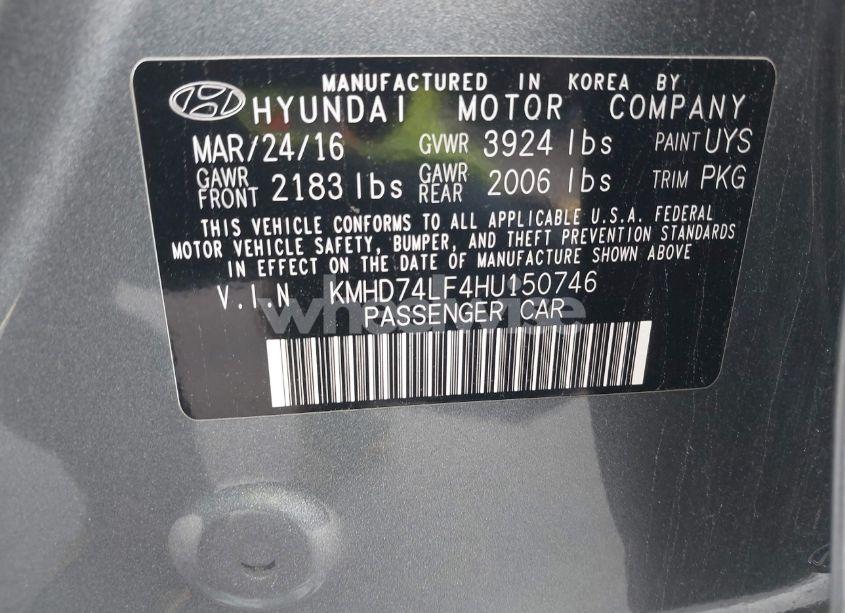 MANUFACTURED IN KOREA BY
HYUNDAI MOTOR COMPANY
MAR/24/16 GVWR 3924 lbs PAINT UYS
GAWR FRONT 2183 lbs GAWR REAR 2006 lbs TRIM PKG
THIS VEHICLE CONFORMS TO ALL APPLICABLE U.S.A. FEDERAL
MOTOR VEHICLE SAFETY, BUMPER, AND THEFT PREVENTION STANDARDS
IN EFFECT ON THE DATE OF MANUFACTURE SHOWN ABOVE
V.I.N KMHD74LF4HU150746
PASSENGER CAR